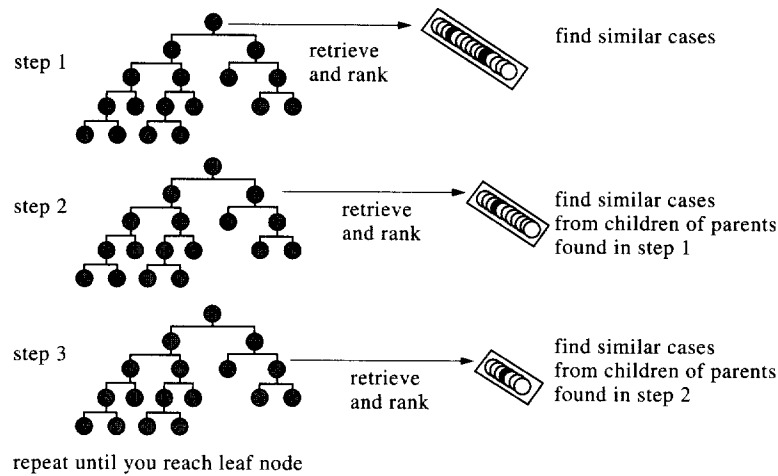 step 1
retrieve
and rank
find similar cases
step 2
retrieve
and rank
find similar cases
from children of parents
found in step 1
step 3
retrieve
and rank
find similar cases
from children of parents
found in step 2
repeat until you reach leaf node